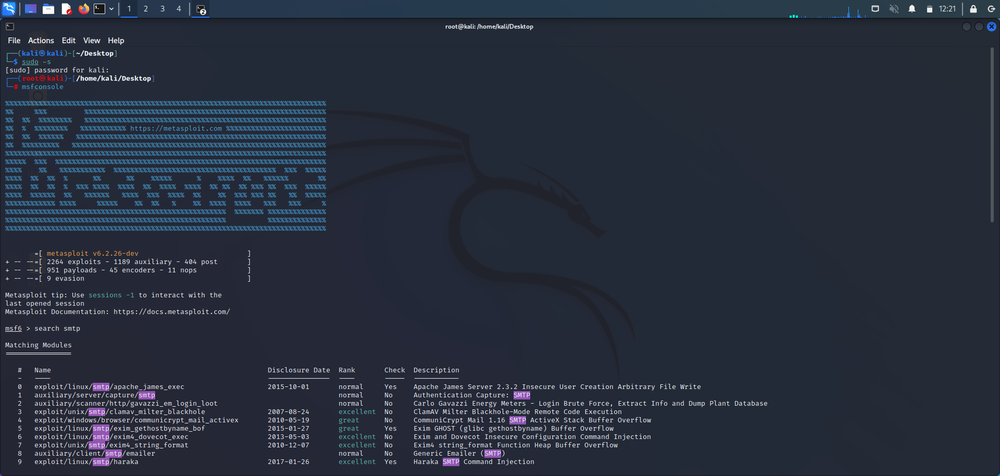 1 2 3 4 2 12:21
root@kali: /home/kali/Desktop
File Actions Edit View Help
┌──(kali㉿kali)-[~/Desktop]
└─$ sudo -s
[sudo] password for kali:
┌──(root㉿kali)-[/home/kali/Desktop]
└─# msfconsole
https://metasploit.com
=[ metasploit v6.2.26-dev ]
+ -- --=[ 2264 exploits - 1189 auxiliary - 404 post ]
+ -- --=[ 951 payloads - 45 encoders - 11 nops ]
+ -- --=[ 9 evasion ]
Metasploit tip: Use sessions -1 to interact with the
last opened session
Metasploit Documentation: https://docs.metasploit.com/
msf6 > search smtp
Matching Modules
================
# Name Disclosure Date Rank Check Description
- ---- --------------- ---- ----- -----------
0 exploit/linux/smtp/apache_james_exec 2015-10-01 normal Yes Apache James Server 2.3.2 Insecure User Creation Arbitrary File Write
1 auxiliary/server/capture/smtp normal No Authentication Capture: SMTP
2 auxiliary/scanner/http/gavazzi_em_login_loot normal No Carlo Gavazzi Energy Meters - Login Brute Force, Extract Info and Dump Plant Database
3 exploit/unix/smtp/clamav_milter_blackhole 2007-08-24 excellent No ClamAV Milter Blackhole-Mode Remote Code Execution
4 exploit/windows/browser/communicrypt_mail_activex 2010-05-19 great No CommuniCrypt Mail 1.16 SMTP ActiveX Stack Buffer Overflow
5 exploit/linux/smtp/exim_gethostbyname_bof 2015-01-27 great Yes Exim GHOST (glibc gethostbyname) Buffer Overflow
6 exploit/linux/smtp/exim4_dovecot_exec 2013-05-03 excellent No Exim and Dovecot Insecure Configuration Command Injection
7 exploit/unix/smtp/exim4_string_format 2010-12-07 excellent No Exim4 string_format Function Heap Buffer Overflow
8 auxiliary/client/smtp/emailer normal No Generic Emailer (SMTP)
9 exploit/linux/smtp/haraka 2017-01-26 excellent Yes Haraka SMTP Command Injection